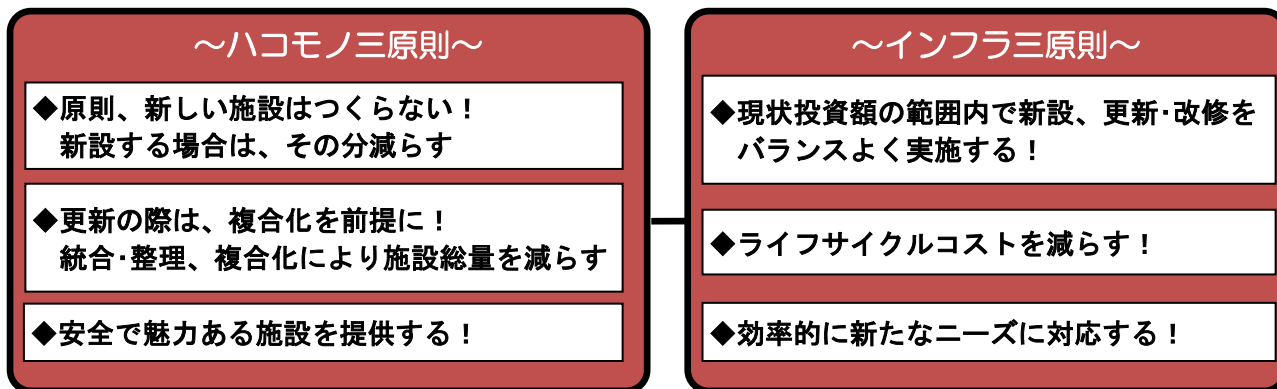 ～ハコモノ三原則～
◆原則、新しい施設はつくらない！
新設する場合は、その分減らす
◆更新の際は、複合化を前提に！
統合･整理、複合化により施設総量を減らす
◆安全で魅力ある施設を提供する！
～インフラ三原則～
◆現状投資額の範囲内で新設、更新･改修を
バランスよく実施する！
◆ライフサイクルコストを減らす！
◆効率的に新たなニーズに対応する！